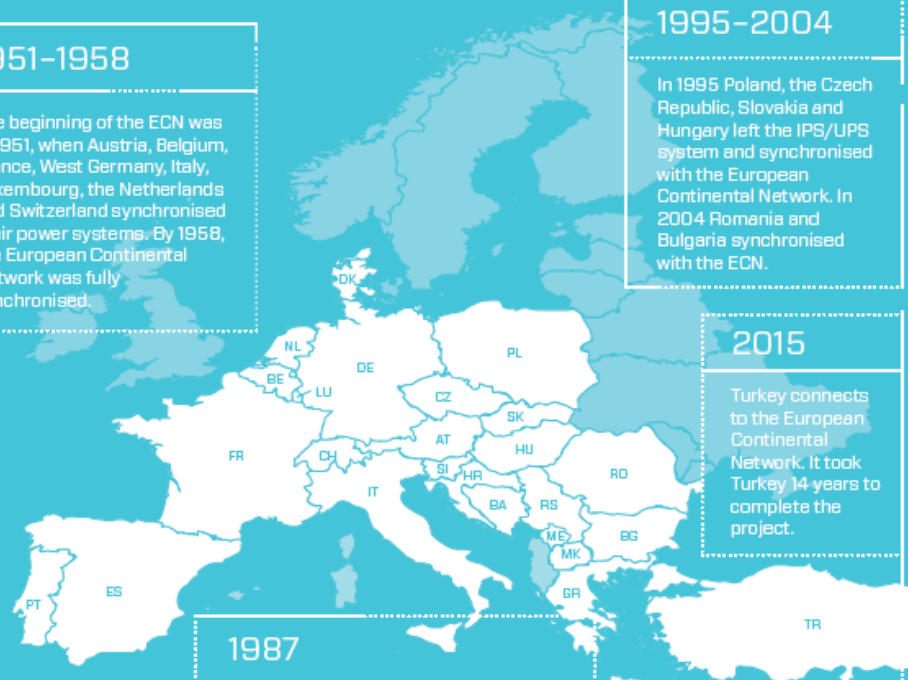 951–1958
e beginning of the ECN was
951, when Austria, Belgium,
nce, West Germany, Italy,
xembourg, the Netherlands
d Switzerland synchronised
ir power systems. By 1958,
European Continental
twork was fully
nchronised.
1995–2004
In 1995 Poland, the Czech
Republic, Slovakia and
Hungary left the IPS/UPS
system and synchronised
with the European
Continental Network. In
2004 Romania and
Bulgaria synchronised
with the ECN.
2015
Turkey connects
to the European
Continental
Network. It took
Turkey 14 years to
complete the
project.
DK
NL
BE
LU
DE
PL
CZ
SK
AT
HU
FR
CH
SI
HR
RO
IT
BA
RS
ME
BG
MK
GR
PT
ES
TR
1987